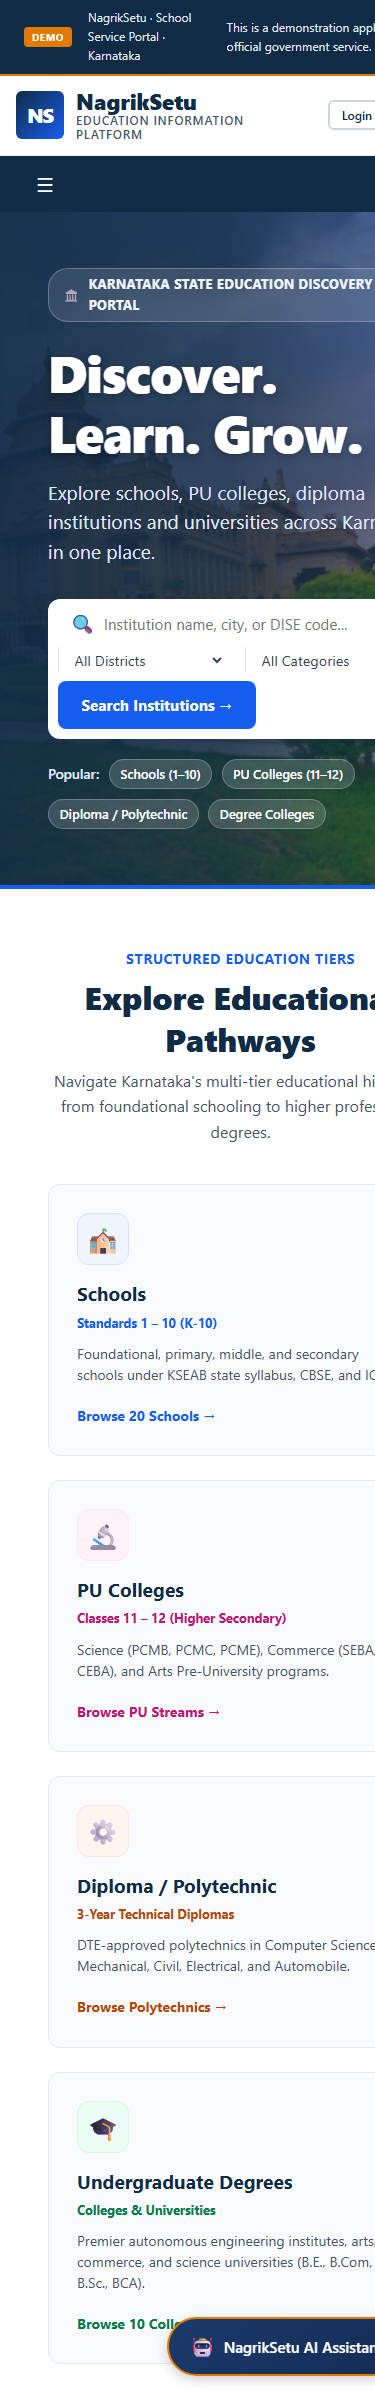 DEMO
NagrikSetu · School
Service Portal ·
Karnataka
This is a demonstration
official government service.
NS
NagrikSetu
EDUCATION INFORMATION
PLATFORM
Login
☰
KARNATAKA STATE EDUCATION DISCOVERY
PORTAL
Discover.
Learn. Grow.
Explore schools, PU colleges, diploma
institutions and universities across
in one place.
Institution name, city, or DISE code...
All Districts
All Categories
Search Institutions →
Popular:
Schools (1–10)
PU Colleges (11–12)
Diploma / Polytechnic
Degree Colleges
STRUCTURED EDUCATION TIERS
Explore
Pathways
Navigate Karnataka's multi-tier educational
from foundational schooling to higher
degrees.
Schools
Standards 1 – 10 (K-10)
Foundational, primary, middle, and secondary
schools under KSEAB state syllabus, CBSE, and
Browse 20 Schools →
PU Colleges
Classes 11 – 12 (Higher Secondary)
Science (PCMB, PCMC, PCME), Commerce (SEBA,
CEBA), and Arts Pre-University programs.
Browse PU Streams →
Diploma / Polytechnic
3-Year Technical Diplomas
DTE-approved polytechnics in Computer Science
Mechanical, Civil, Electrical, and Automobile.
Browse Polytechnics →
Undergraduate Degrees
Colleges & Universities
Premier autonomous engineering institutes, arts,
commerce, and science universities (B.E., B.Com,
B.Sc., BCA).
Browse 10
NagrikSetu AI